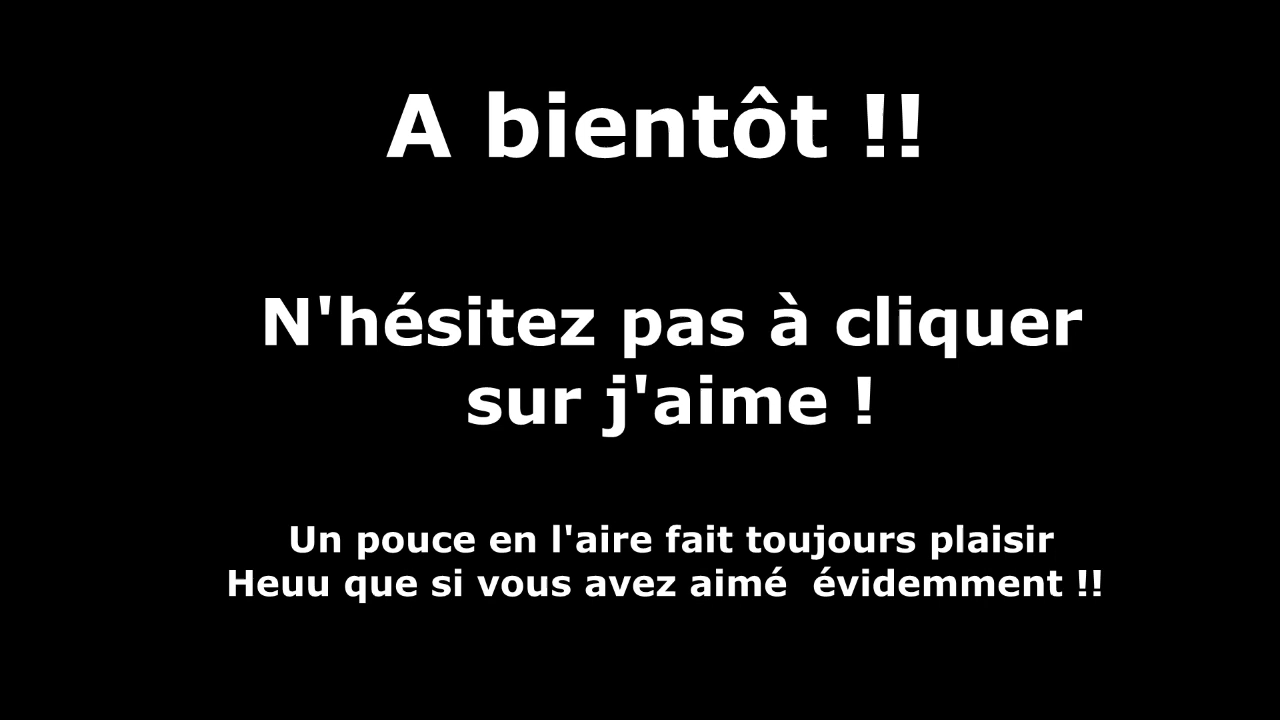 A bientôt !!
N'hésitez pas à cliquer
sur j'aime !
Un pouce en l'aire fait toujours plaisir
Heuu que si vous avez aimé  évidemment !!